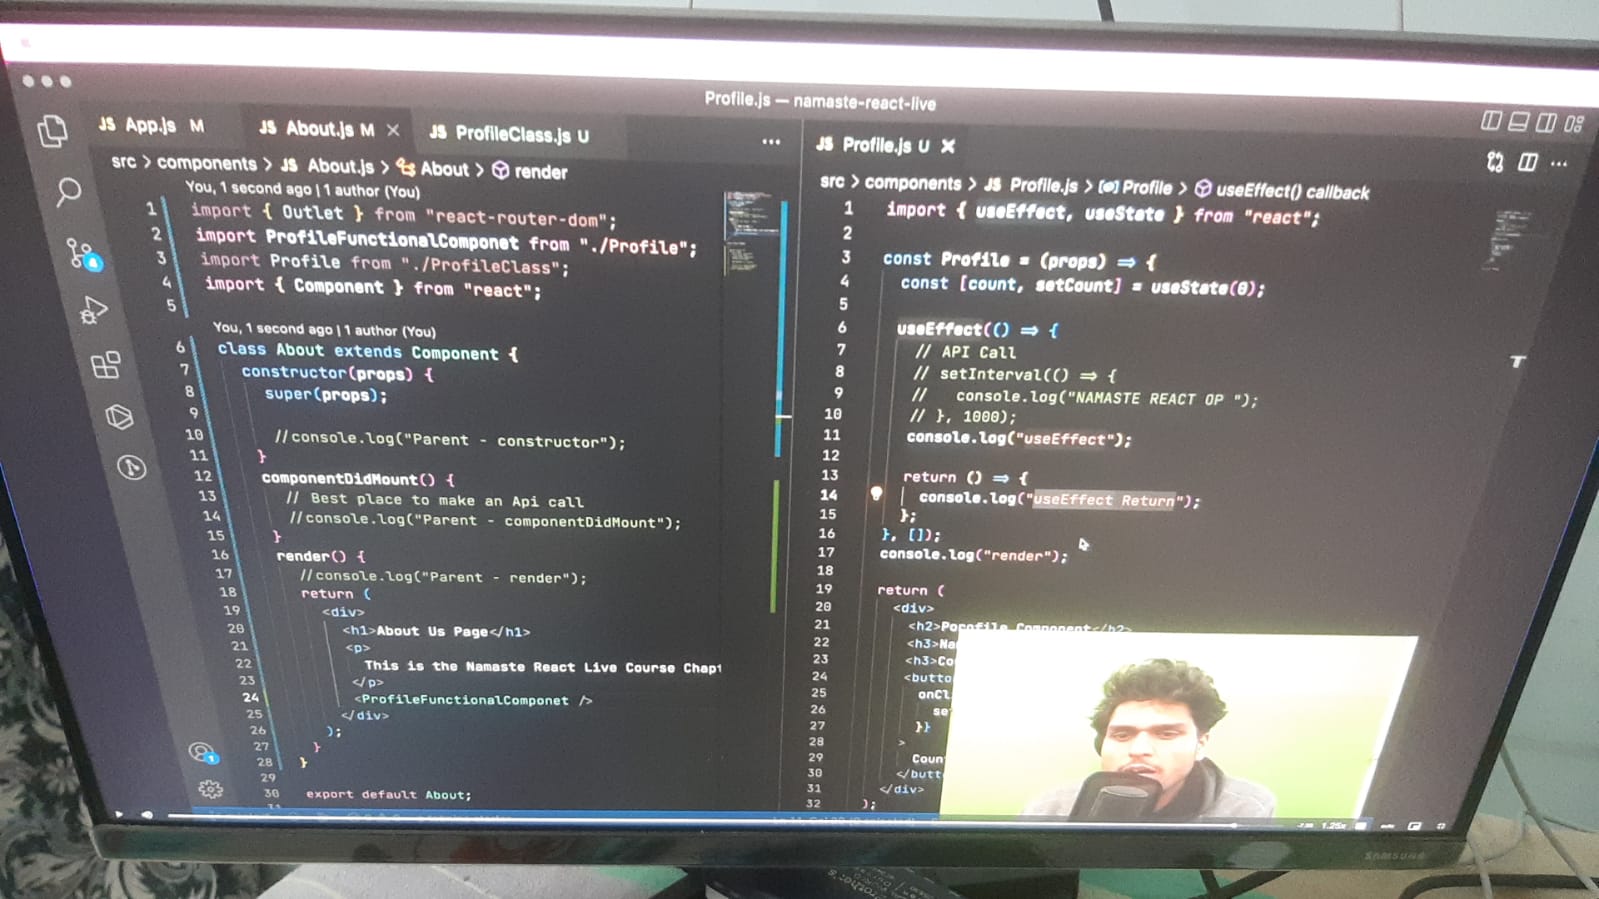 Profile.js — namaste-react-live
JS App.js M
JS About.js M ×
JS ProfileClass.js U
...
src > components > JS About.js > About > render
You, 1 second ago | 1 author (You)
1 import { Outlet } from "react-router-dom";
2 import ProfileFunctionalComponet from "./Profile";
3 import Profile from "./ProfileClass";
4 import { Component } from "react";
5
You, 1 second ago | 1 author (You)
6 class About extends Component {
7 constructor(props) {
8 super(props);
9
10 //console.log("Parent - constructor");
11 }
12 componentDidMount() {
13 // Best place to make an Api call
14 //console.log("Parent - componentDidMount");
15 }
16 render() {
17 //console.log("Parent - render");
18 return (
19 <div>
20 <h1>About Us Page</h1>
21 <p>
22 This is the Namaste React Live Course Chapt
23 </p>
24 <ProfileFunctionalComponet />
25 </div>
26 );
27 }
28 }
29
30 export default About;
31
4
1
JS Profile.js U ×
...
src > components > JS Profile.js > Profile > useEffect() callback
1 import { useEffect, useState } from "react";
2
3 const Profile = (props) => {
4 const [count, setCount] = useState(0);
5
6 useEffect(() => {
7 // API Call
8 // setInterval(() => {
9 // console.log("NAMASTE REACT OP ");
10 // }, 1000);
11 console.log("useEffect");
12
13 return () => {
14 console.log("useEffect Return");
15 };
16 }, []);
17 console.log("render");
18
19 return (
20 <div>
21 <h2>Porofile Component</h2>
22 <h3>Na
23 <h3>Co
24 <butto
25 onCl
26 se
27 }}
28 >
29 Coun
30 </butt
31 </div>
32 );
1.25x
SAMSUNG